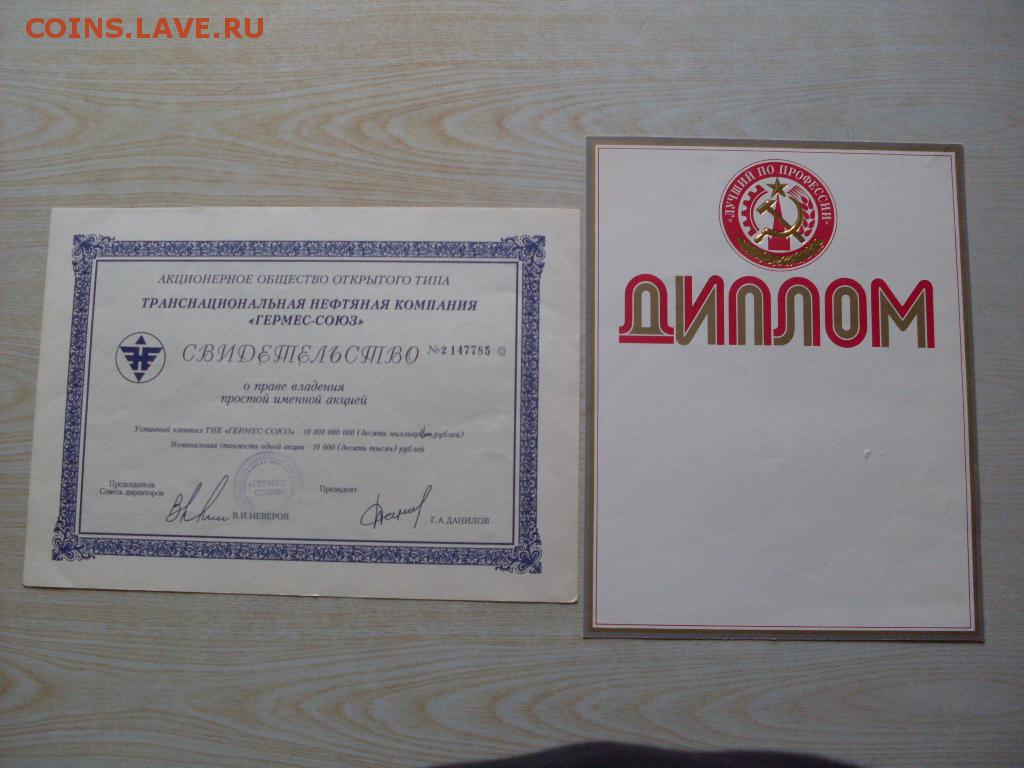 COINS.LAVE.RU
АКЦИОНЕРНОЕ ОБЩЕСТВО ОТКРЫТОГО ТИПА
ТРАНСНАЦИОНАЛЬНАЯ НЕФТЯНАЯ КОМПАНИЯ
«ГЕРМЕС-СОЮЗ»
СВИДЕТЕЛЬСТВО №2 147785
о праве владения
простой именной акцией
Уставный капитал ТНК «ГЕРМЕС-СОЮЗ» - 10 000 000 000 (десять миллиардов рублей)
Номинальная стоимость одной акции - 10 000 (десять тысяч) рублей
Председатель
Совета директоров
В.И.НЕВЕРОВ
«ГЕРМЕС
СОЮЗ»
Президент
Г.А.ДАНИЛОВ
«ЛУЧШИЙ ПО ПРОФЕССИИ»
ДИПЛОМ